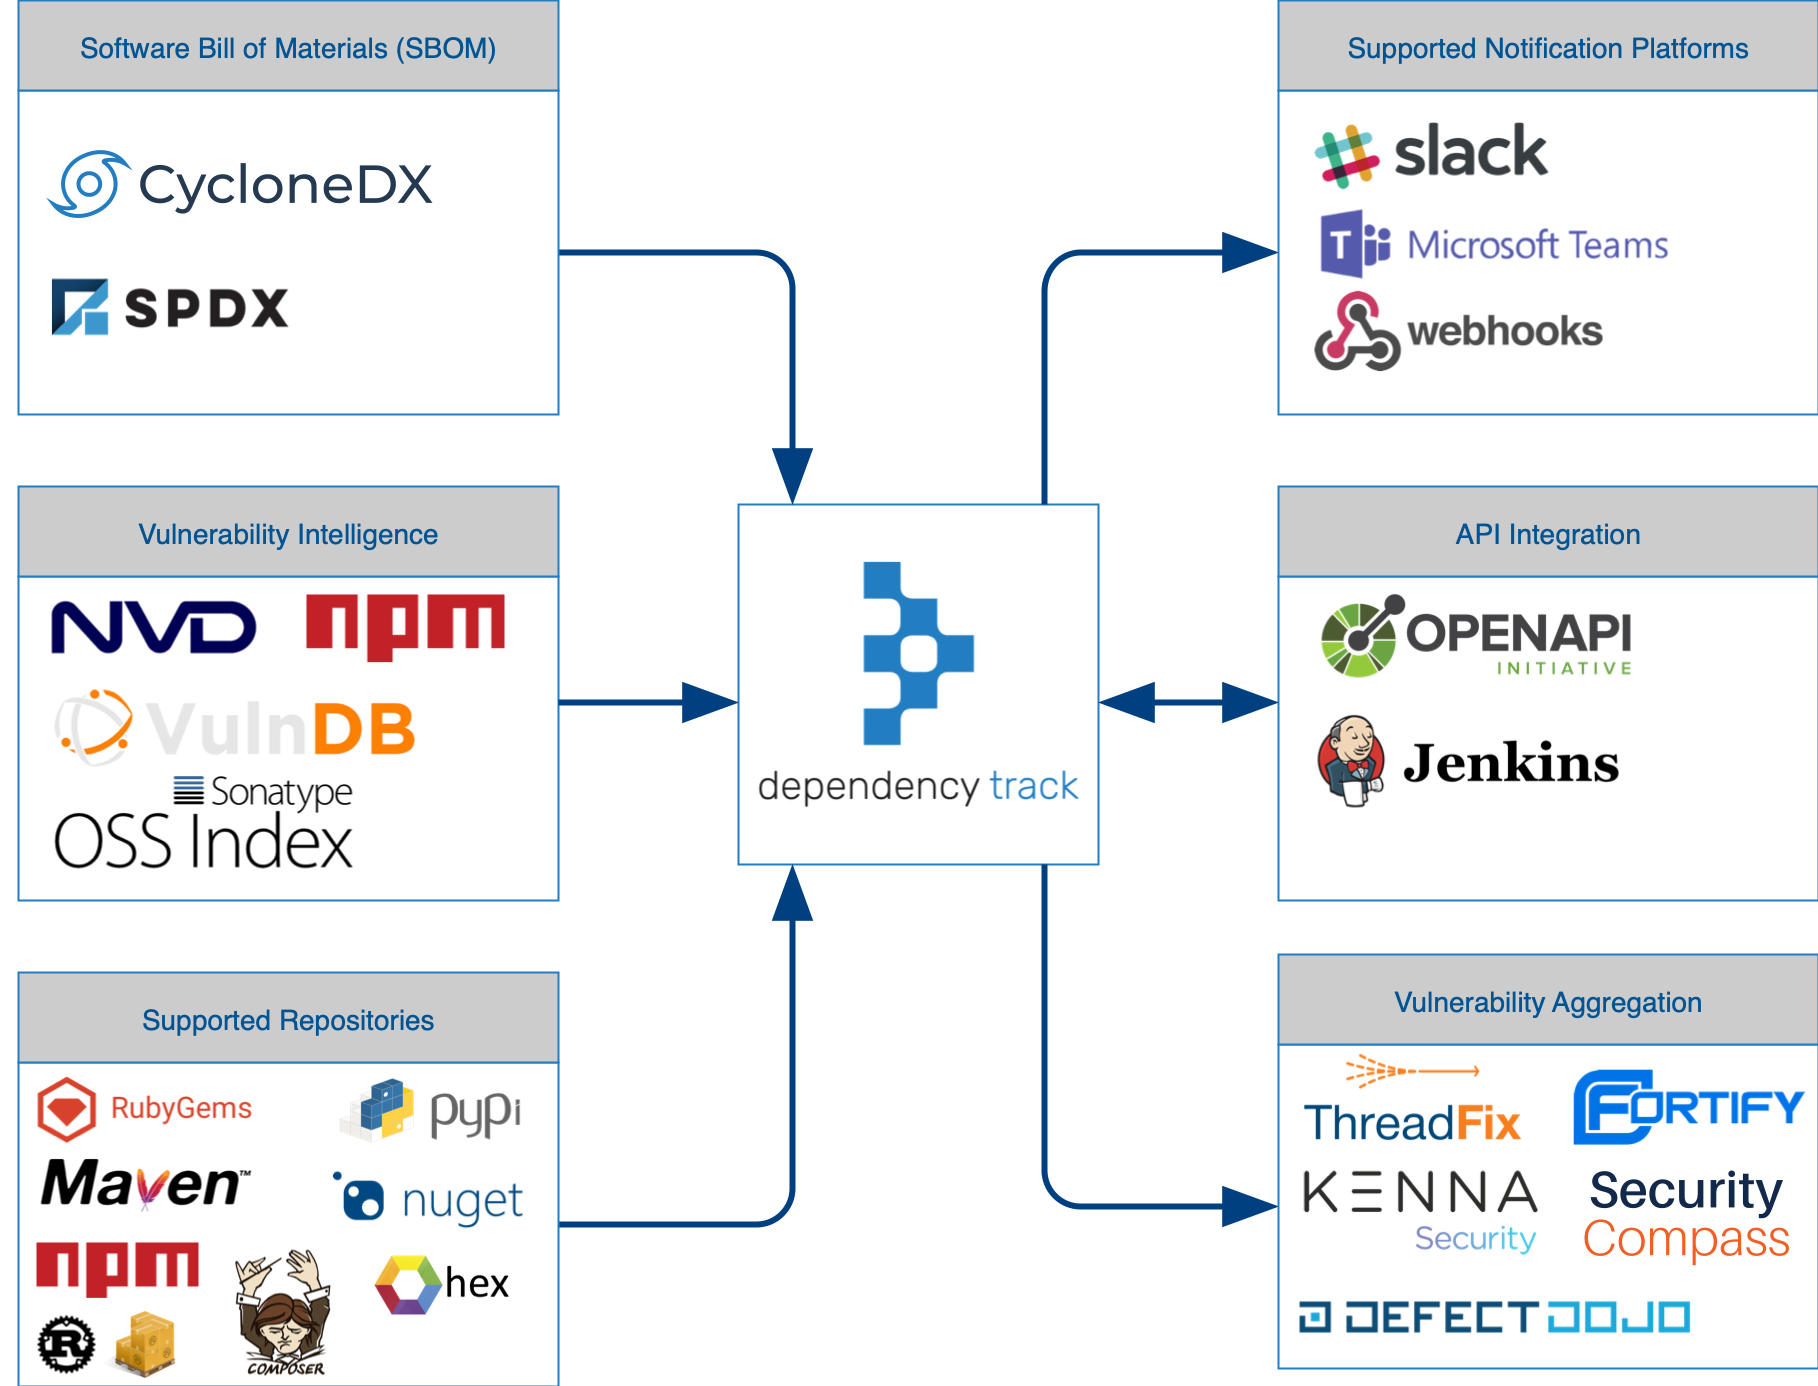 Software Bill of Materials (SBOM)
CycloneDX
SPDX
Vulnerability Intelligence
NVD
npm
VulnDB
Sonatype
OSS Index
Supported Repositories
RubyGems
pypi
Maven™
nuget
npm
hex
R
COMPOSER
dependency track
Supported Notification Platforms
slack
T
Microsoft Teams
webhooks
API Integration
OPENAPI
INITIATIVE
Jenkins
Vulnerability Aggregation
ThreadFix
FORTIFY
KENNA
Security
Security
Compass
DEFECTDOJO